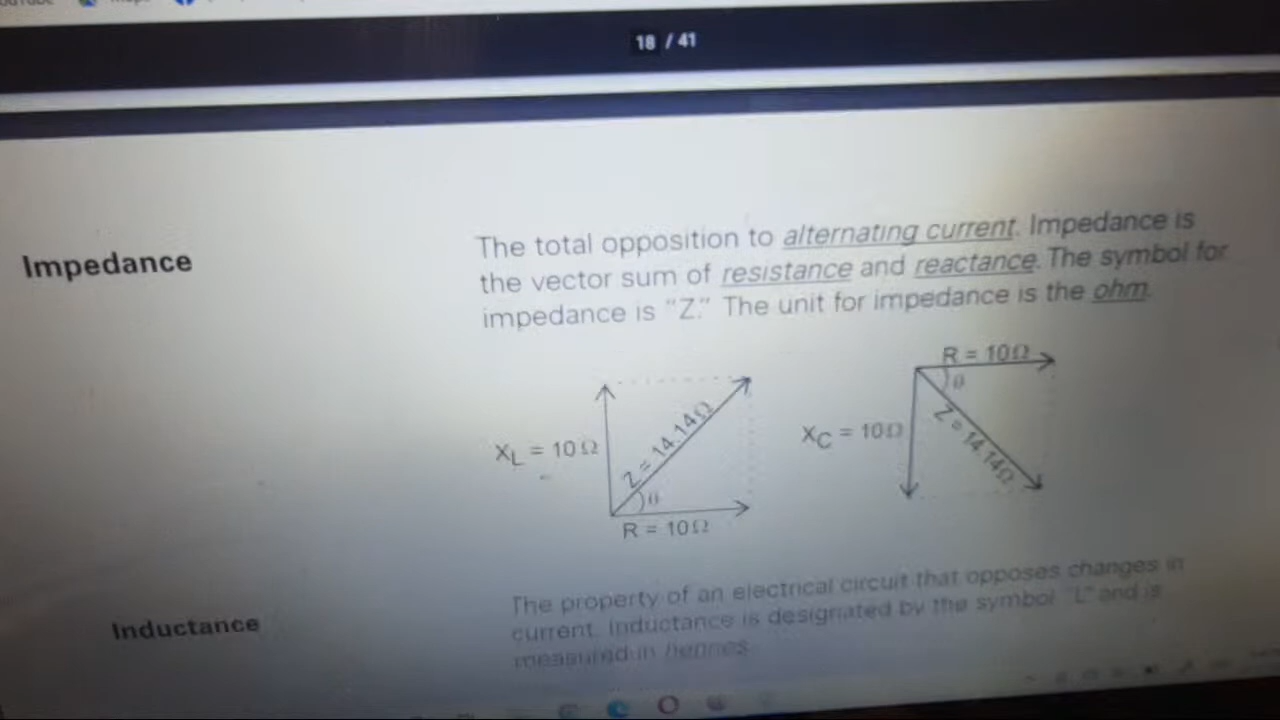 18 / 41
Impedance
The total opposition to alternating current. Impedance is
the vector sum of resistance and reactance. The symbol for
impedance is "Z." The unit for impedance is the ohm.
XL = 10 Ω
Z = 14.14Ω
θ
R = 10Ω
R = 10Ω
θ
XC = 10Ω
Z = 14.14Ω
Inductance
The property of an electrical circuit that opposes changes in
current. Inductance is designated by the symbol "L" and is
measured in henries